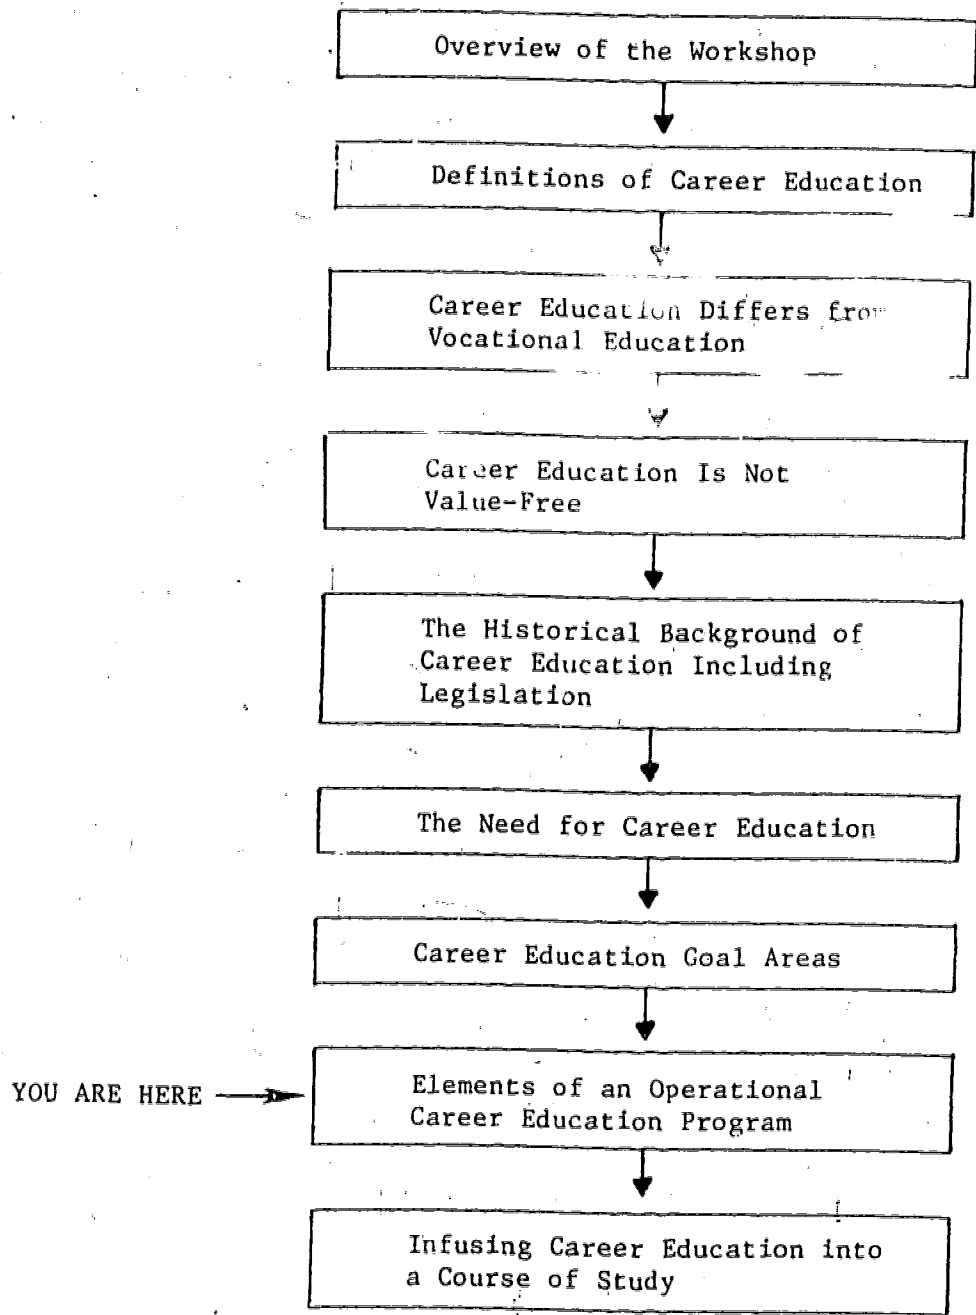 Overview of the Workshop
Definitions of Career Education
Career Education Differs from
Vocational Education
Career Education Is Not
Value-Free
The Historical Background of
Career Education Including
Legislation
The Need for Career Education
Career Education Goal Areas
YOU ARE HERE
Elements of an Operational
Career Education Program
Infusing Career Education into
a Course of Study